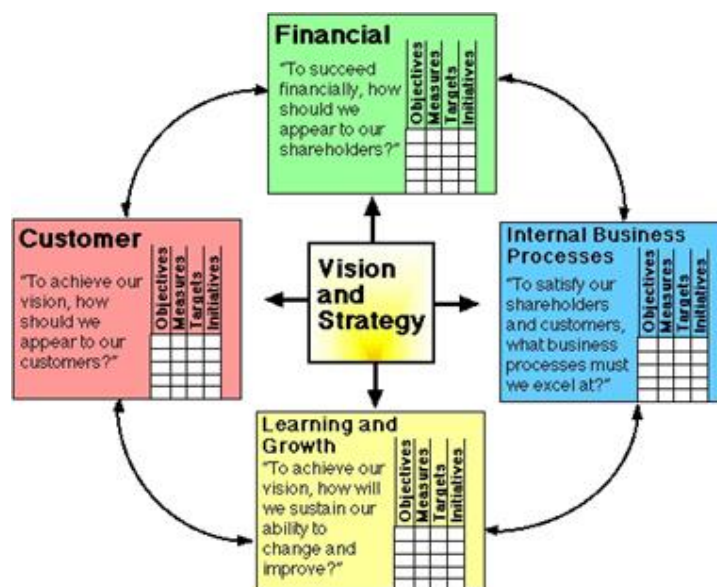 Financial
"To succeed
financially, how
should we
appear to our
shareholders?"
Objectives
Measures
Targets
Initiatives
Customer
"To achieve our
vision, how
should we
appear to our
customers?"
Objectives
Measures
Targets
Initiatives
Vision
and
Strategy
Internal Business
Processes
"To satisfy our
shareholders
and customers,
what business
processes must
we excel at?"
Objectives
Measures
Targets
Initiatives
Learning and
Growth
"To achieve our
vision, how will
we sustain our
ability to
change and
improve?"
Objectives
Measures
Targets
Initiatives